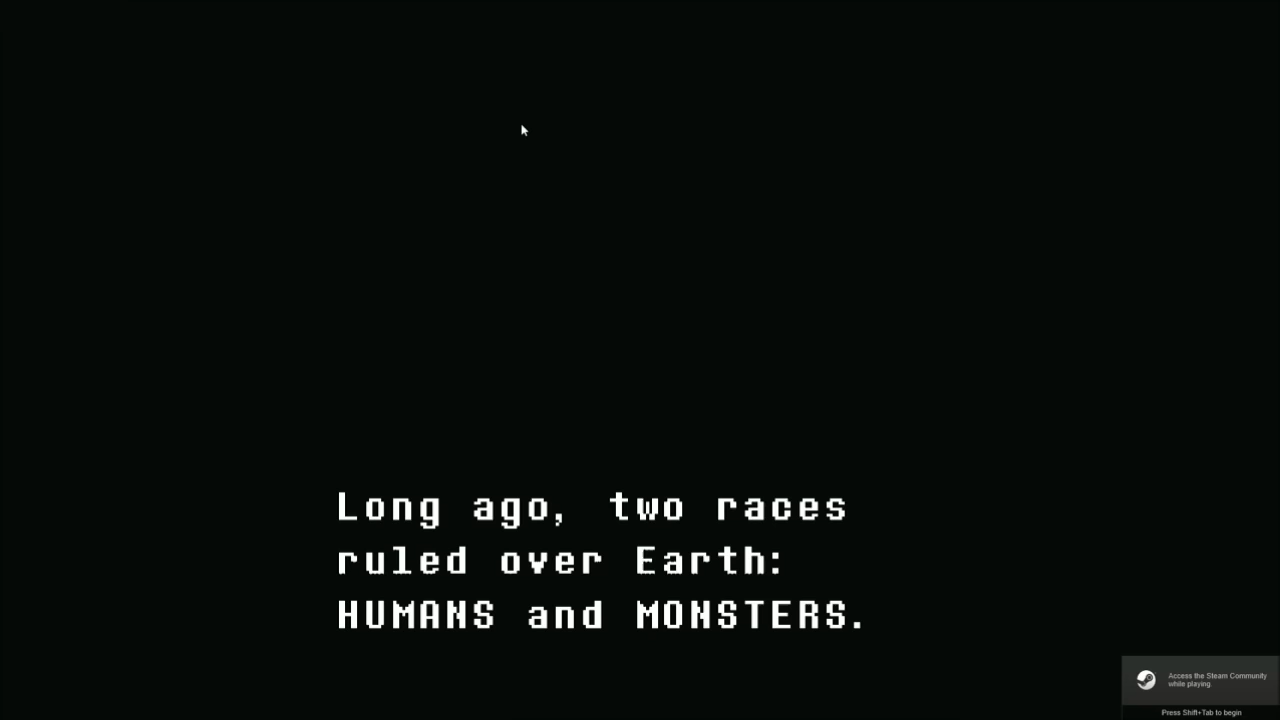 Long ago, two races
ruled over Earth:
HUMANS and MONSTERS.
Access the Steam Community
while playing.
Press Shift+Tab to begin